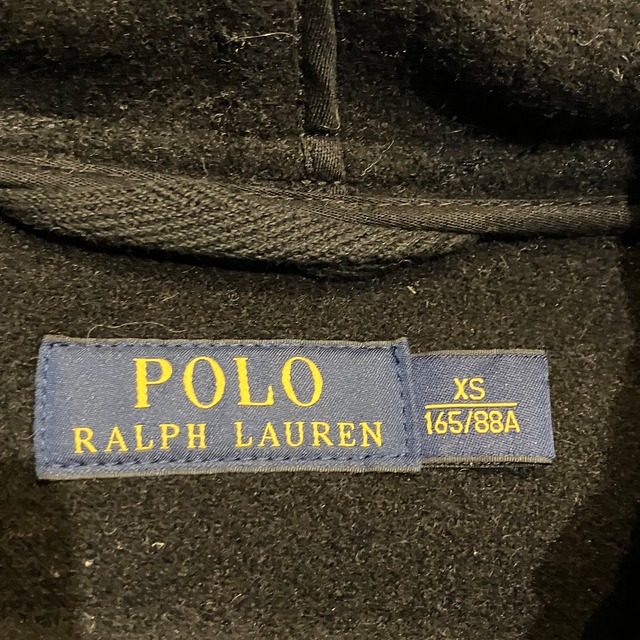 POLO
RALPH LAUREN
XS
165/88A